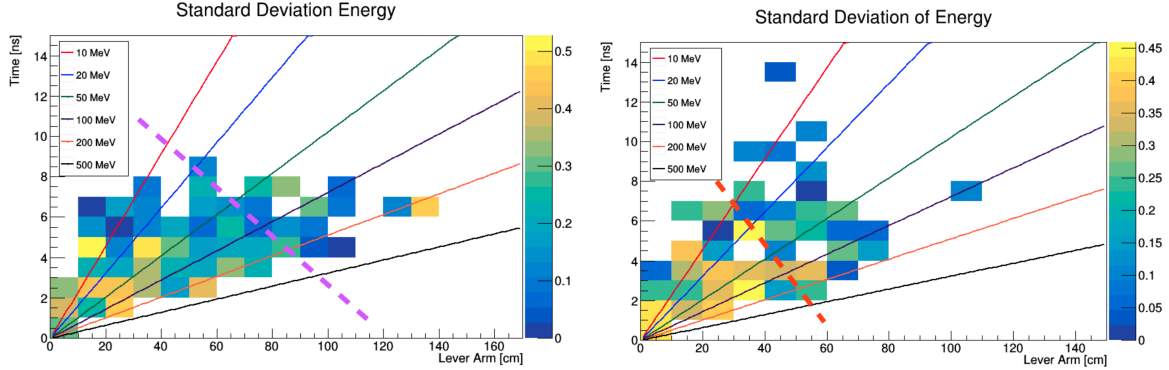 Standard Deviation Energy
Time [ns]
14
12
10
8
6
4
2
0
10 MeV
20 MeV
50 MeV
100 MeV
200 MeV
500 MeV
0 20 40 60 80 100 120 140 160
Lever Arm [cm]
0.5
0.4
0.3
0.2
0.1
0
Standard Deviation of Energy
Time [ns]
14
12
10
8
6
4
2
0
10 MeV
20 MeV
50 MeV
100 MeV
200 MeV
500 MeV
0 20 40 60 80 100 120 140
Lever Arm [cm]
0.45
0.4
0.35
0.3
0.25
0.2
0.15
0.1
0.05
0